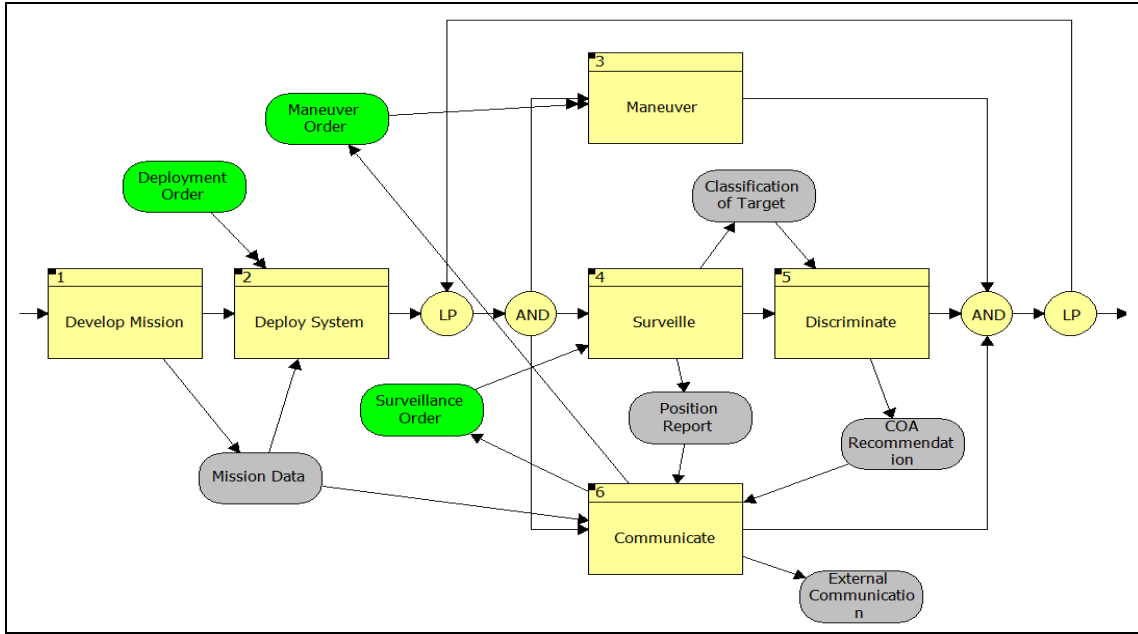 3
Maneuver
Maneuver
Order
Deployment
Order
Classification
of Target
1
Develop Mission
2
Deploy System
LP
AND
4
Surveille
5
Discriminate
AND
LP
Surveillance
Order
Position
Report
COA
Recommendat
ion
Mission Data
6
Communicate
External
Communicatio
n